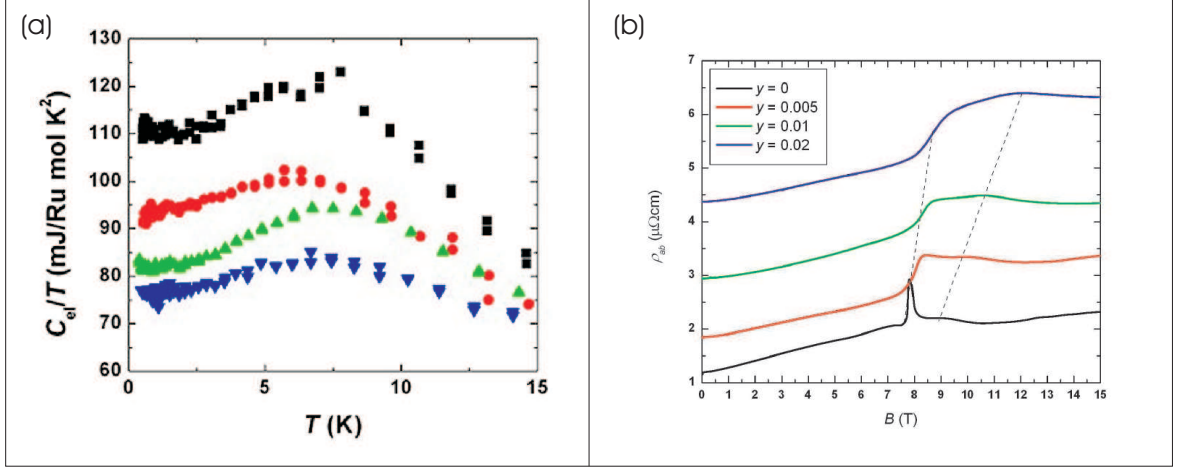 (a)
130
120
110
100
90
80
70
60
C_el/T (mJ/Ru mol K²)
0 5 10 15
T (K)
(b)
7
6
5
4
3
2
1
ρ_ab (μΩcm)
y = 0
y = 0.005
y = 0.01
y = 0.02
0 1 2 3 4 5 6 7 8 9 10 11 12 13 14 15
B (T)